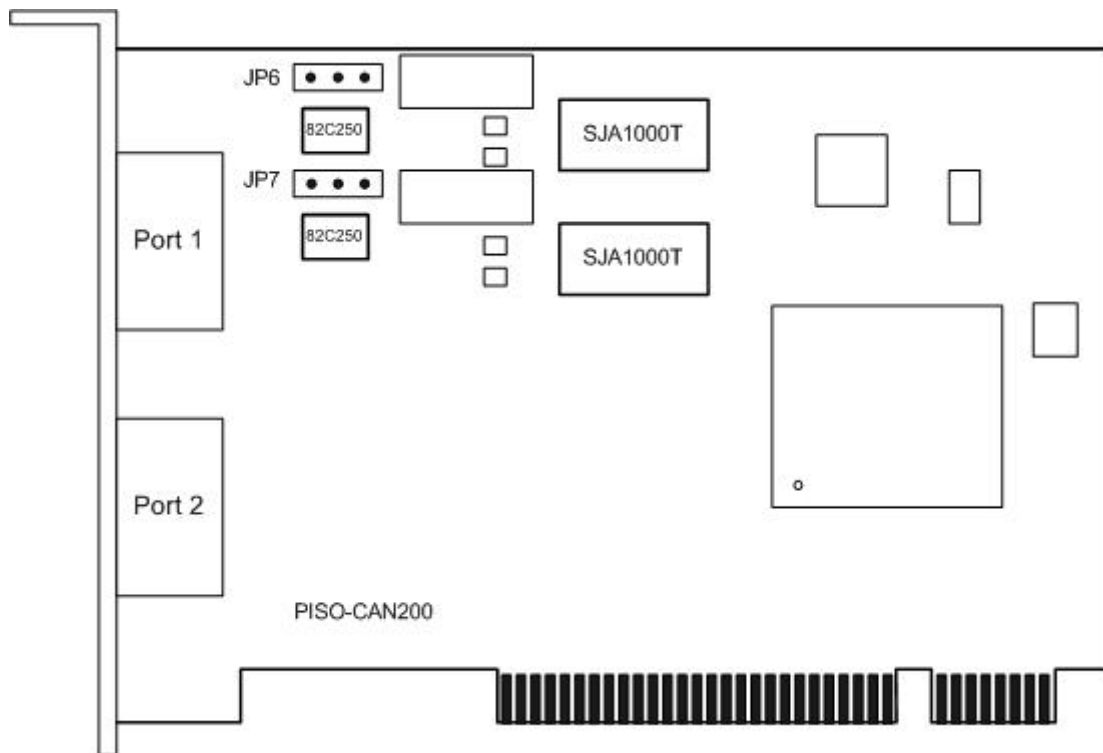 JP6
82C250
SJA1000T
JP7
Port 1
82C250
SJA1000T
Port 2
PISO-CAN200